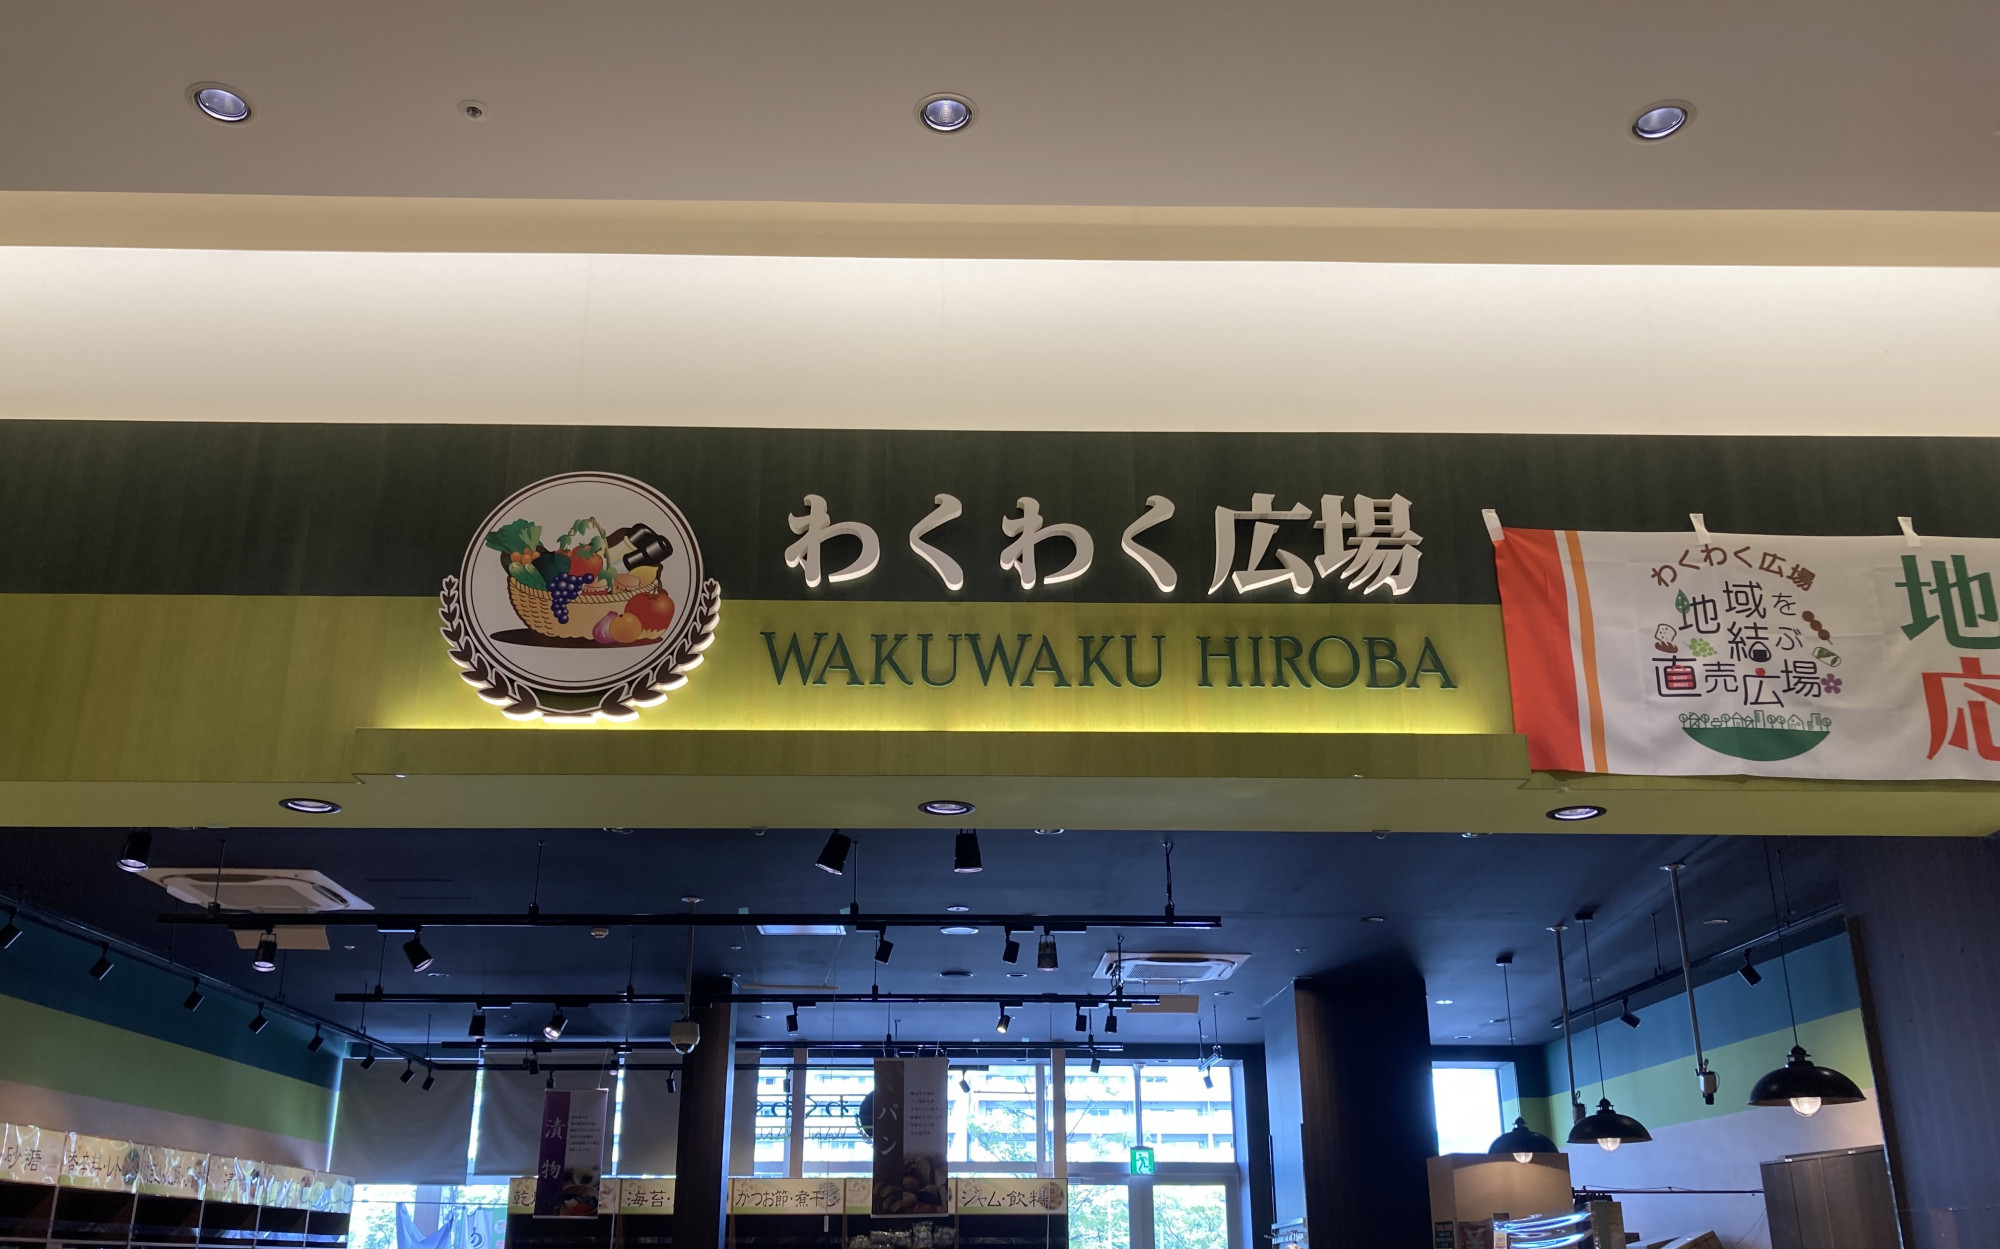 わくわく広場
WAKUWAKU HIROBA
わくわく広場
地域を
結ぶ
直売広場
地
応
漬物
パン
砂糖
海苔・
かつお節・煮干し
ジャム・飲料